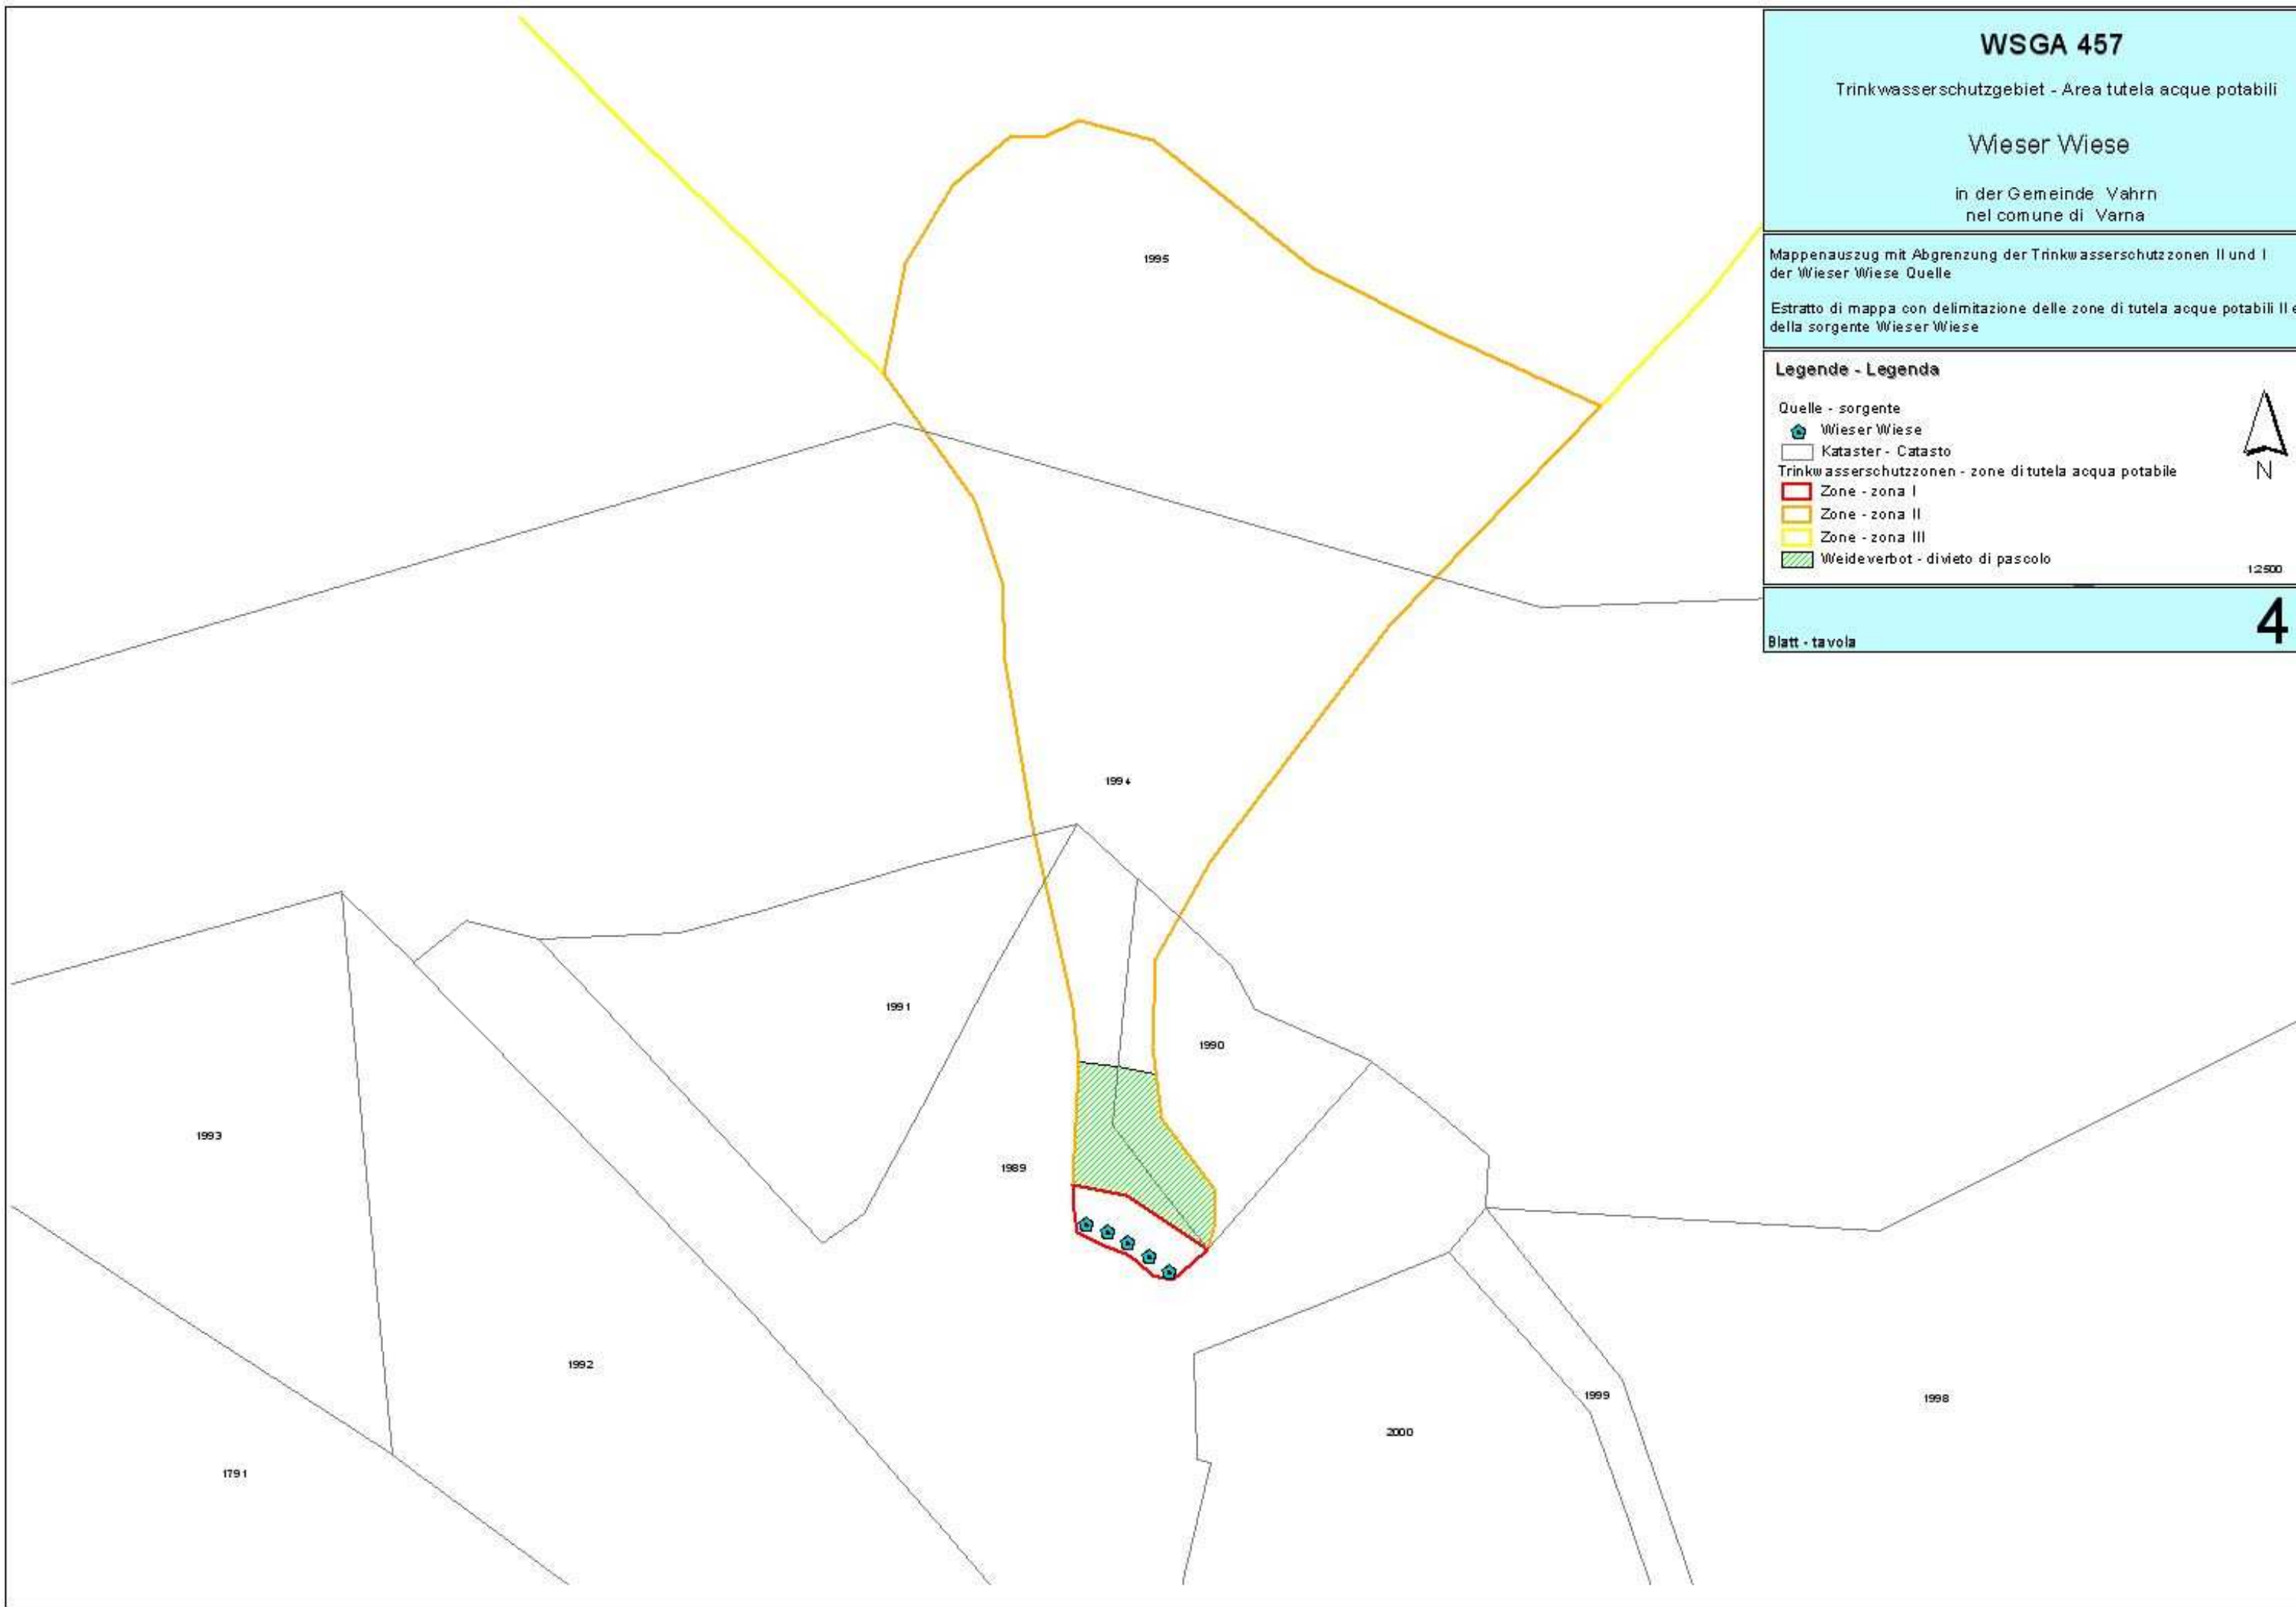 WSGA 457
Trinkwasserschutzgebiet - Area tutela acque potabili
Wieser Wiese
in der Gemeinde Vahrn
nel comune di Varna
Mappenauszug mit Abgrenzung der Trinkwasserschutzzonen II und I
der Wieser Wiese Quelle
Estratto di mappa con delimitazione delle zone di tutela acque potabili II e
della sorgente Wieser Wiese
Legende - Legenda
Quelle - sorgente
Wieser Wiese
Kataster - Catasto
Trinkwasserschutzzonen - zone di tutela acqua potabile
N
Zone - zona I
Zone - zona II
Zone - zona III
Weideverbot - divieto di pascolo
1:2500
4
Blatt - tavola
1995
1994
1991
1990
1993
1989
1992
1999
1998
2000
1791